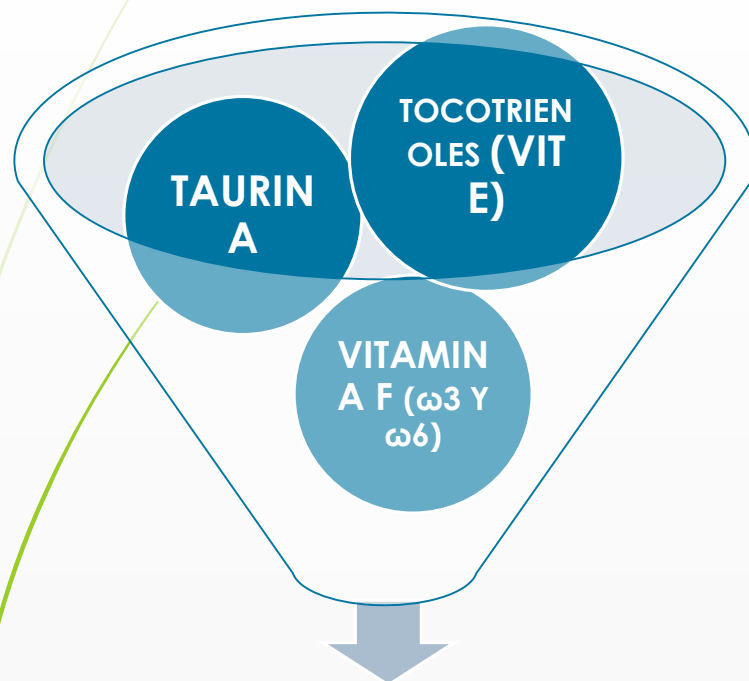 TAURIN
A
TOCOTRIEN
OLES (VIT
E)
VITAMIN
A F (ω3 Y
ω6)